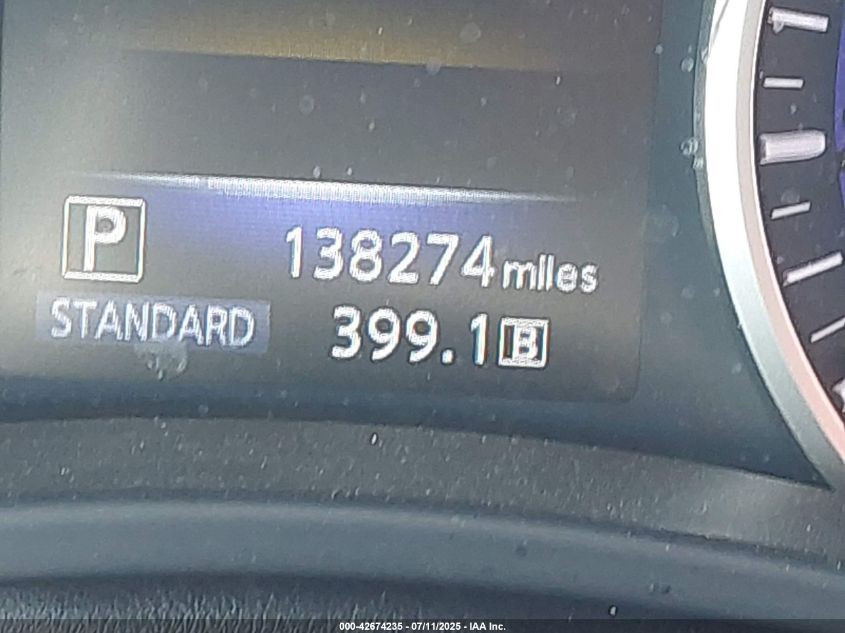 P 138274 miles
STANDARD 399.1 B
000-42674235 - 07/11/2025 - IAA Inc.